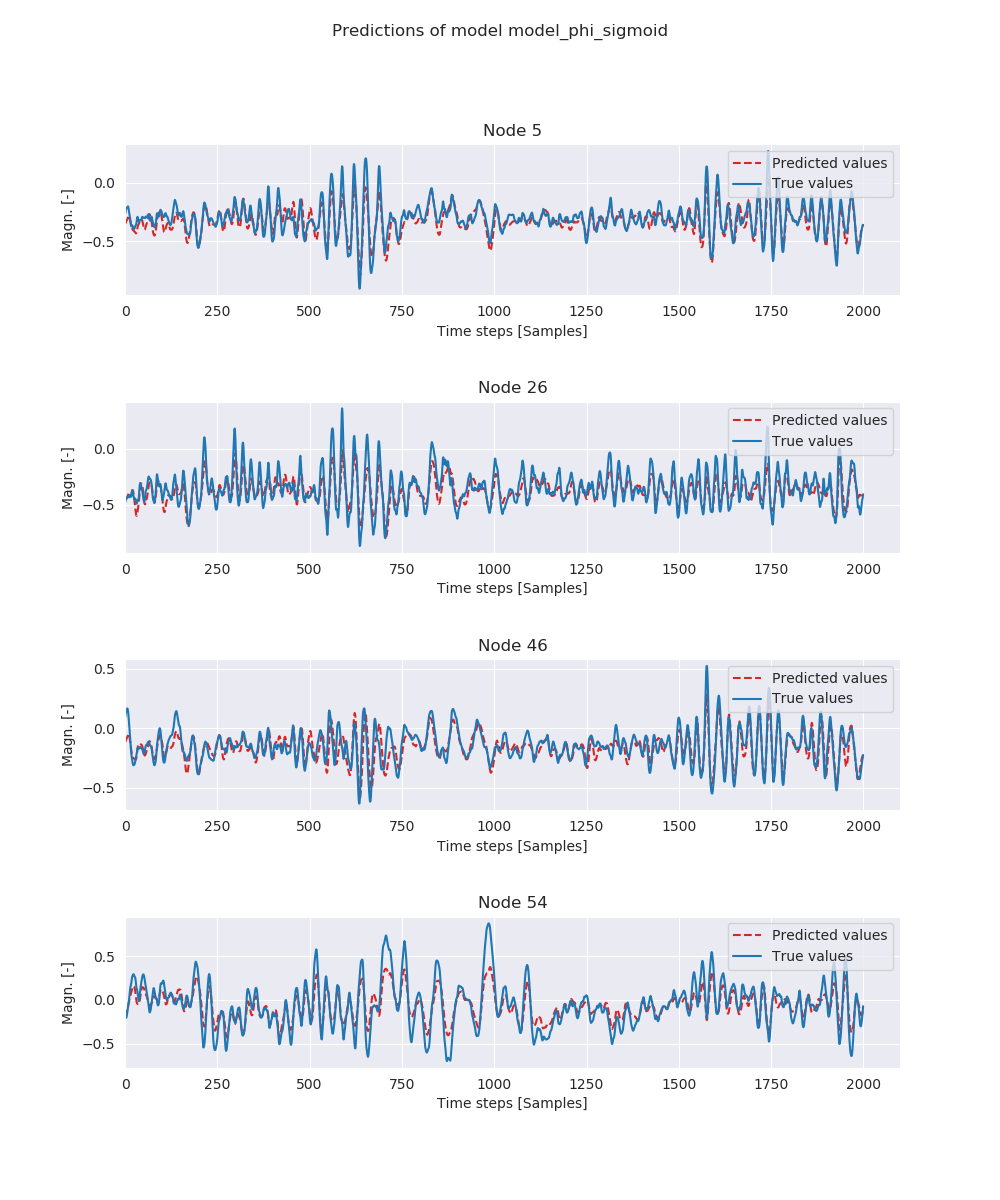 Predictions of model model_phi_sigmoid
Node 5
Magn. [-]
0.0
−0.5
Predicted values
True values
0 250 500 750 1000 1250 1500 1750 2000
Time steps [Samples]
Node 26
Magn. [-]
0.0
−0.5
Predicted values
True values
0 250 500 750 1000 1250 1500 1750 2000
Time steps [Samples]
Node 46
Magn. [-]
0.5
0.0
−0.5
Predicted values
True values
0 250 500 750 1000 1250 1500 1750 2000
Time steps [Samples]
Node 54
Magn. [-]
0.5
0.0
−0.5
Predicted values
True values
0 250 500 750 1000 1250 1500 1750 2000
Time steps [Samples]